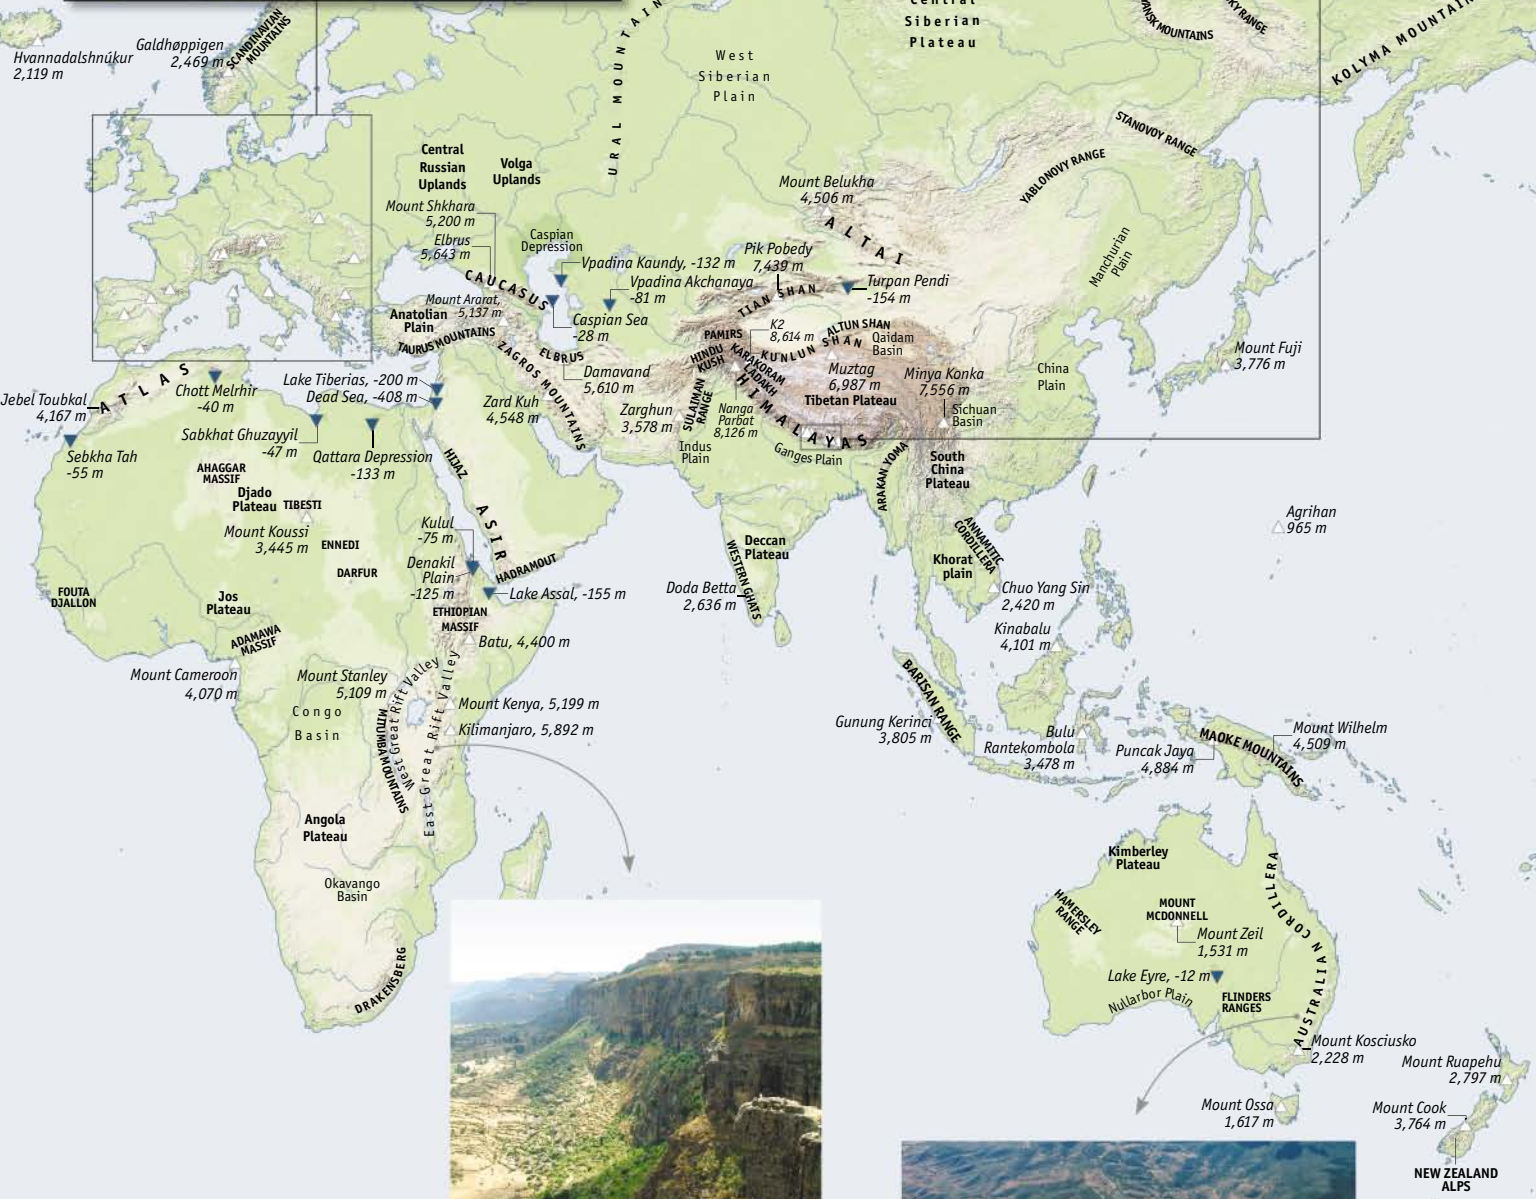 Central
Siberian
Plateau
KOLYMA MOUNTAIN
Galdhøppigen
2,469 m
SCANDINAVIAN
MOUNTAINS
Hvannadalshnúkur
2,119 m
URAL MOUNTAIN
West
Siberian
Plain
STANOVOY RANGE
YABLONOVY RANGE
Central
Russian
Uplands
Volga
Uplands
Mount Belukha
4,506 m
ALTAI
Mount Shkhara
5,200 m
Elbrus
5,643 m
Caspian
Depression
Vpadina Kaundy, -132 m
Vpadina Akchanaya
-81 m
Pik Pobedy
7,439 m
Turpan Pendi
-154 m
Manchurian
Plain
CAUCASUS
Mount Ararat,
5,137 m
Anatolian
Plain
TAURUS MOUNTAINS
Caspian Sea
-28 m
TIAN SHAN
PAMIRS
K2
8,614 m
ALTUN SHAN
KUNLUN SHAN
Qaidam
Basin
HINDU
KUSH
KARAKORAM
LADAKH
Muztag
6,987 m
Minya Konka
7,556 m
Tibetan Plateau
China
Plain
Mount Fuji
3,776 m
ZAGROS MOUNTAINS
ELBRUS
Damavand
5,610 m
Zard Kuh
4,548 m
Zarghun
3,578 m
SULAIMAN
RANGE
Nanga
Parbat
8,126 m
HIMALAYAS
Sichuan
Basin
Indus
Plain
Ganges Plain
Jebel Toubkal
4,167 m
ATLAS
Chott Melrhir
-40 m
Lake Tiberias, -200 m
Dead Sea, -408 m
Sabkhat Ghuzayyil
-47 m
Qattara Depression
-133 m
Sebkha Tah
-55 m
AHAGGAR
MASSIF
Djado
Plateau
TIBESTI
Mount Koussi
3,445 m
ENNEDI
DARFUR
HIJAZ
ASIR
HADRAMOUT
Kulul
-75 m
Denakil
Plain
-125 m
Lake Assal, -155 m
ARAKAN YOMA
South
China
Plateau
Deccan
Plateau
WESTERN GHATS
Doda Betta
2,636 m
ANNAMITIC
CORDILLERA
Khorat
plain
Chuo Yang Sin
2,420 m
Kinabalu
4,101 m
Agrihan
965 m
FOUTA
DJALLON
Jos
Plateau
ADAMAWA
MASSIF
Mount Cameroon
4,070 m
ETHIOPIAN
MASSIF
Batu, 4,400 m
Mount Stanley
5,109 m
Congo
Basin
Mount Kenya, 5,199 m
Kilimanjaro, 5,892 m
West Great Rift Valley
East Great Rift Valley
MITUMBA MOUNTAINS
BARISAN RANGE
Gunung Kerinci
3,805 m
Bulu
Rantekombola
3,478 m
Puncak Jaya
4,884 m
MAOKE MOUNTAINS
Mount Wilhelm
4,509 m
Angola
Plateau
Okavango
Basin
DRAKENSBERG
Kimberley
Plateau
HAMERSLEY
RANGE
MOUNT
MCDONNELL
Mount Zeil
1,531 m
Lake Eyre, -12 m
Nullarbor Plain
FLINDERS
RANGES
AUSTRALIAN CORDILLERA
Mount Kosciusko
2,228 m
Mount Ossa
1,617 m
Mount Ruapehu
2,797 m
Mount Cook
3,764 m
NEW ZEALAND
ALPS